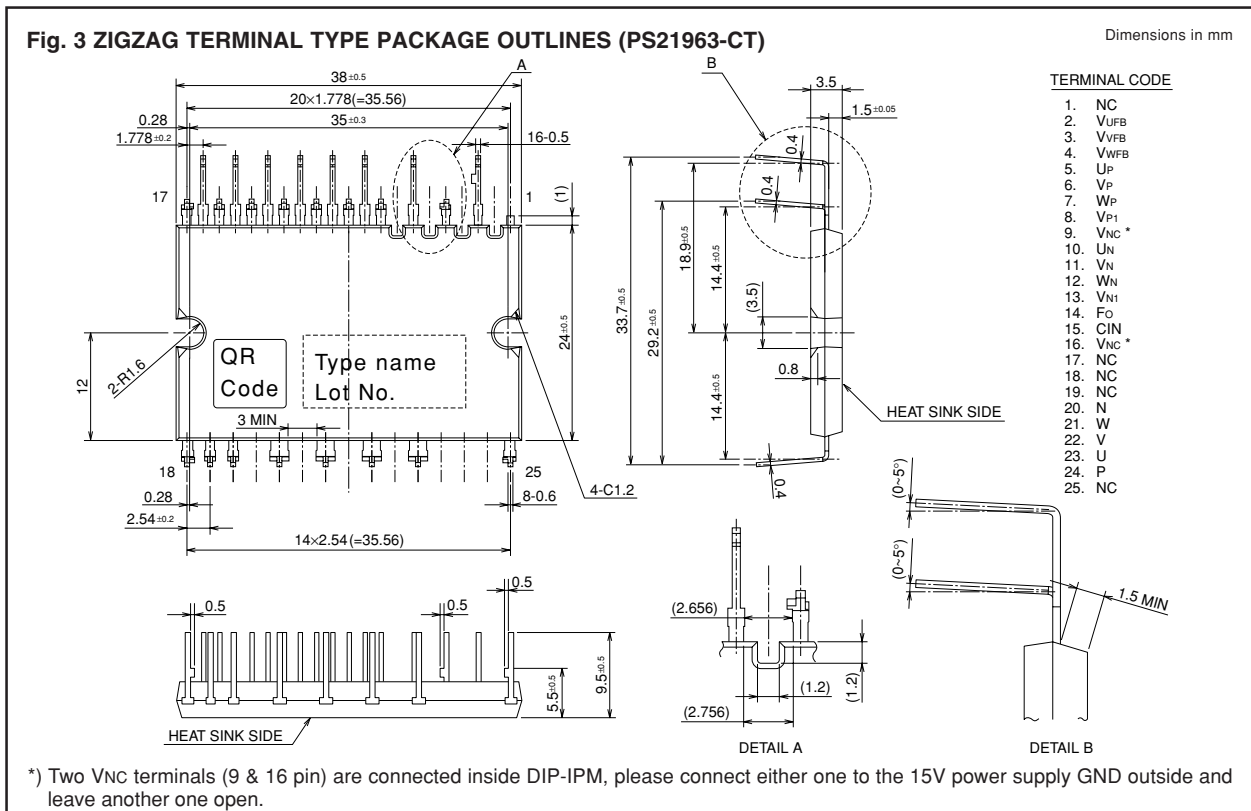 Fig. 3 ZIGZAG TERMINAL TYPE PACKAGE OUTLINES (PS21963-CT)
Dimensions in mm
A
38±0.5
20×1.778(=35.56)
0.28
35±0.3
1.778±0.2
16-0.5
17
1
(1)
24±0.5
12
2-R1.6
QR
Code
Type name
Lot No.
3 MIN
18
25
0.28
2.54±0.2
8-0.6
4-C1.2
14×2.54(=35.56)
B
3.5
1.5±0.05
0.4
0.4
33.7±0.5
29.2±0.5
18.9±0.5
14.4±0.5
(3.5)
0.8
14.4±0.5
HEAT SINK SIDE
0.4
TERMINAL CODE
1. NC
2. VUFB
3. VVFB
4. VWFB
5. UP
6. VP
7. WP
8. VP1
9. VNC *
10. UN
11. VN
12. WN
13. VN1
14. FO
15. CIN
16. VNC *
17. NC
18. NC
19. NC
20. N
21. W
22. V
23. U
24. P
25. NC
0.5
0.5
0.5
5.5±0.5
9.5±0.5
HEAT SINK SIDE
(2.656)
(1.2)
(1.2)
(2.756)
DETAIL A
(0~5°)
(0~5°)
1.5 MIN
DETAIL B
*) Two VNC terminals (9 & 16 pin) are connected inside DIP-IPM, please connect either one to the 15V power supply GND outside and
leave another one open.